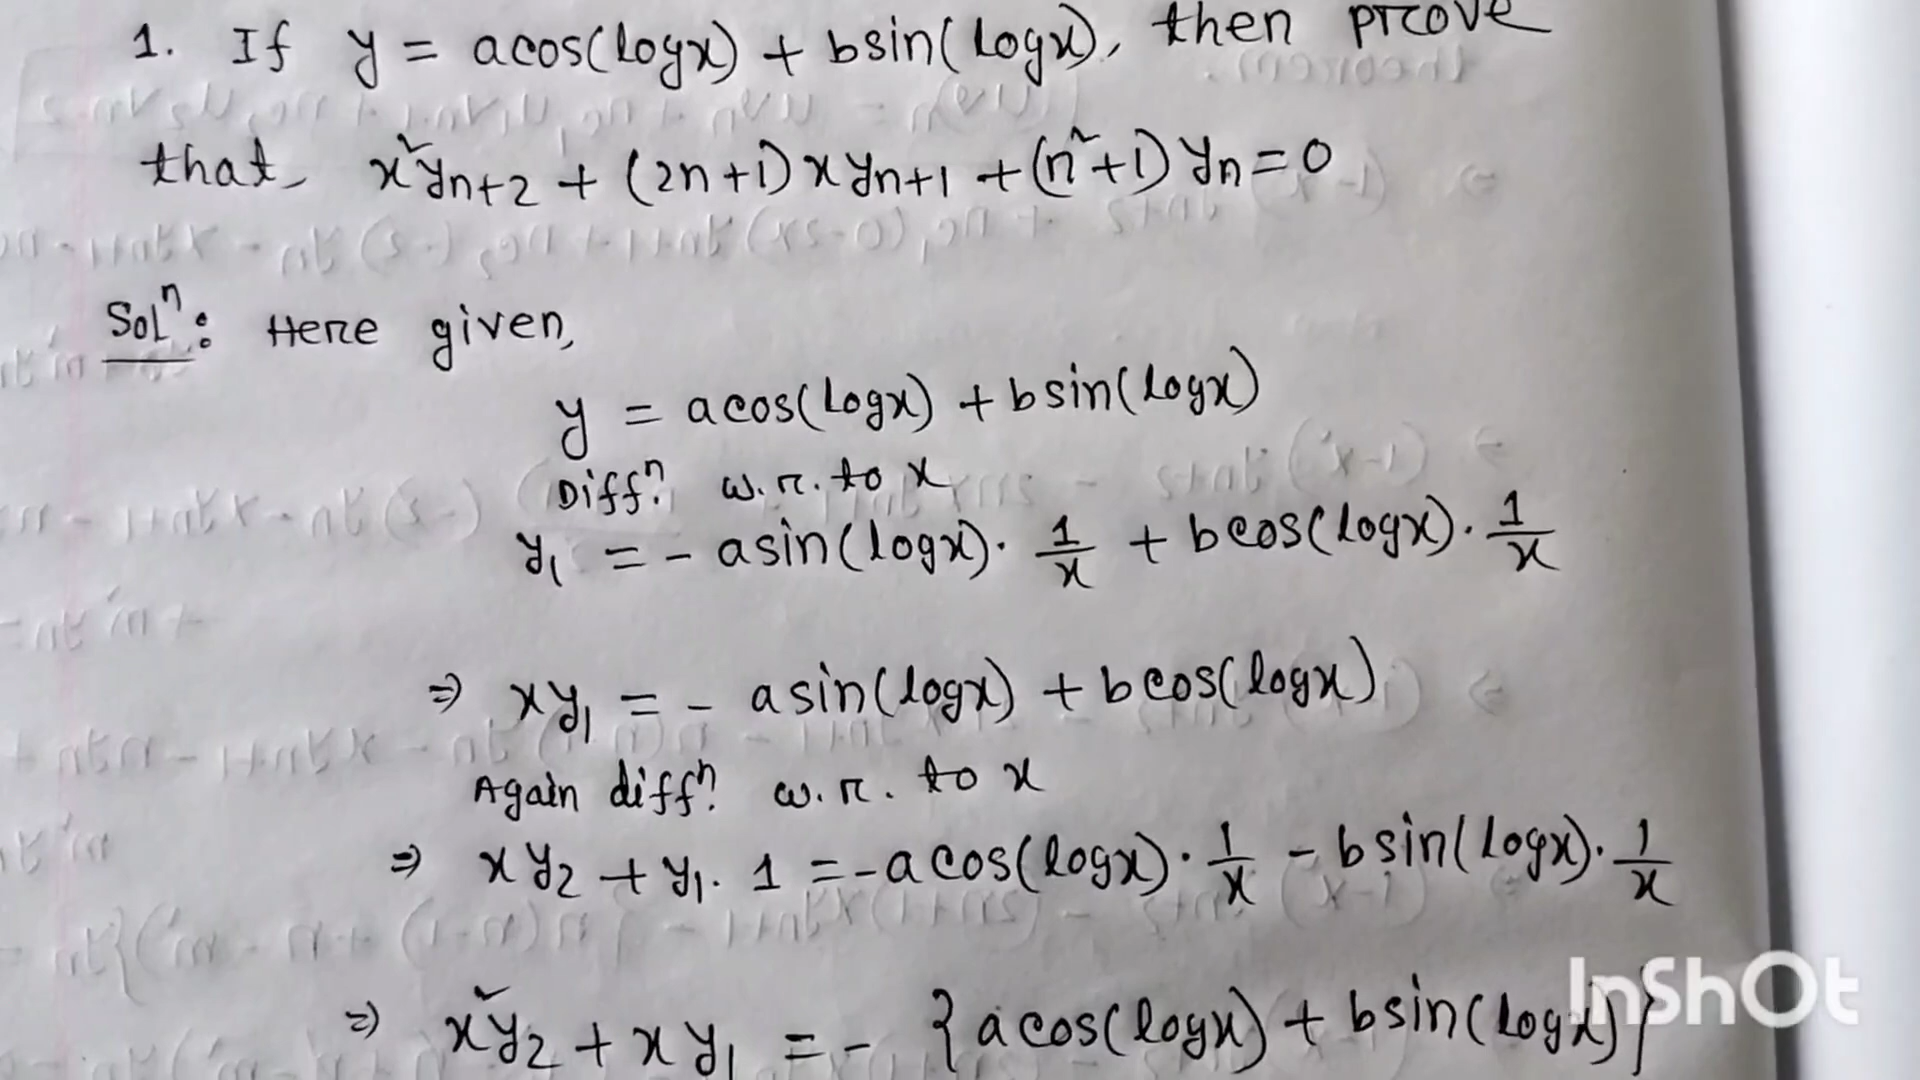 1. If y = acos(logx) + bsin(logx), then prove
that, x²yn+2 + (2n+1)xyn+1 + (n²+1)yn = 0
Solⁿ: Here given,
y = acos(logx) + bsin(logx)
Diffⁿ. w.r. to x
y₁ = - asin(logx)· 1/x + bcos(logx)· 1/x
⇒ xy₁ = - asin(logx) + bcos(logx)
Again diffⁿ. w.r. to x
⇒ xy₂ + y₁· 1 = -acos(logx)· 1/x - bsin(logx)· 1/x
⇒ x²y₂ + xy₁ = - {acos(logx) + bsin(logx)}
InShOt